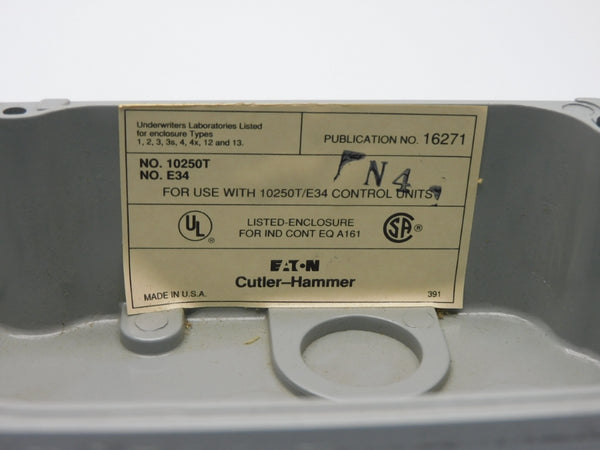 Underwriters Laboratories Listed
for enclosure Types
1, 2, 3, 3s, 4, 4x, 12 and 13.
PUBLICATION NO. 16271
NO. 10250T
NO. E34
N4
FOR USE WITH 10250T/E34 CONTROL UNITS
UL
®
LISTED-ENCLOSURE
FOR IND CONT EQ A161
SA
®
EATON
Cutler-Hammer
MADE IN U.S.A.
391